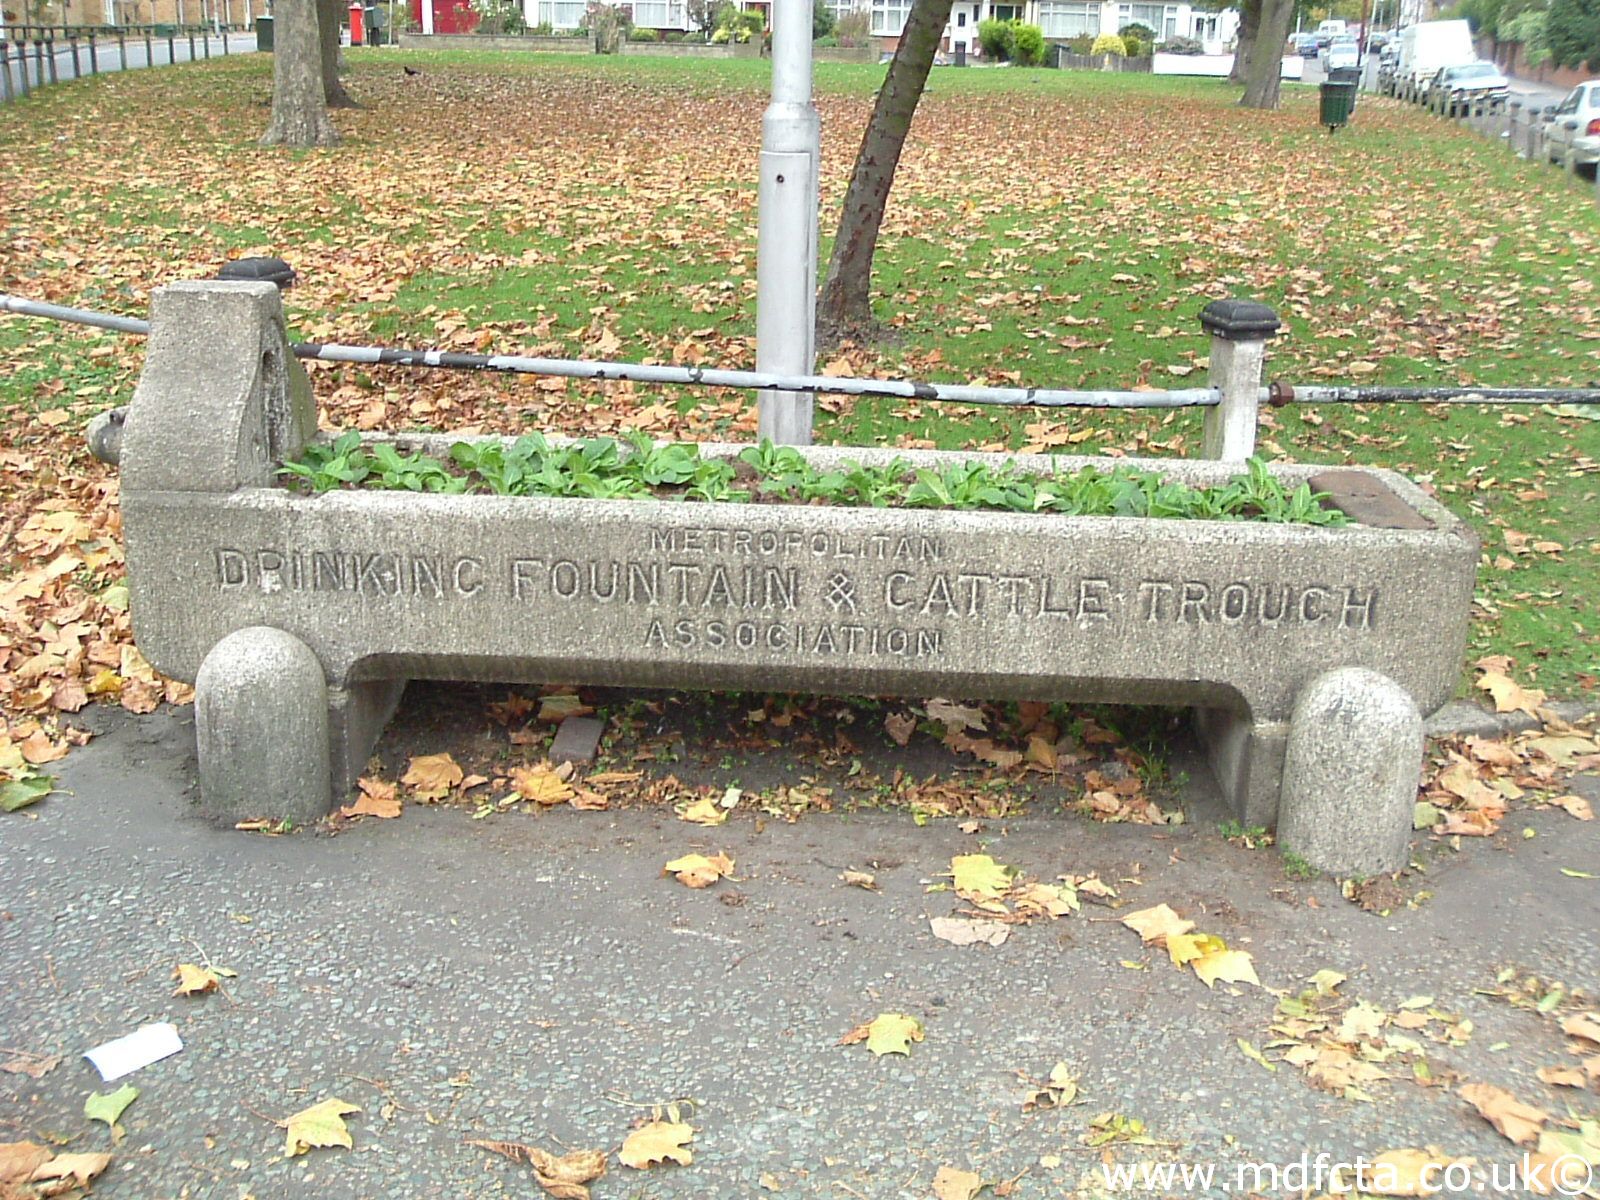 METROPOLITAN
DRINKING FOUNTAIN & CATTLE TROUGH
ASSOCIATION
www.mdfcta.co.uk©